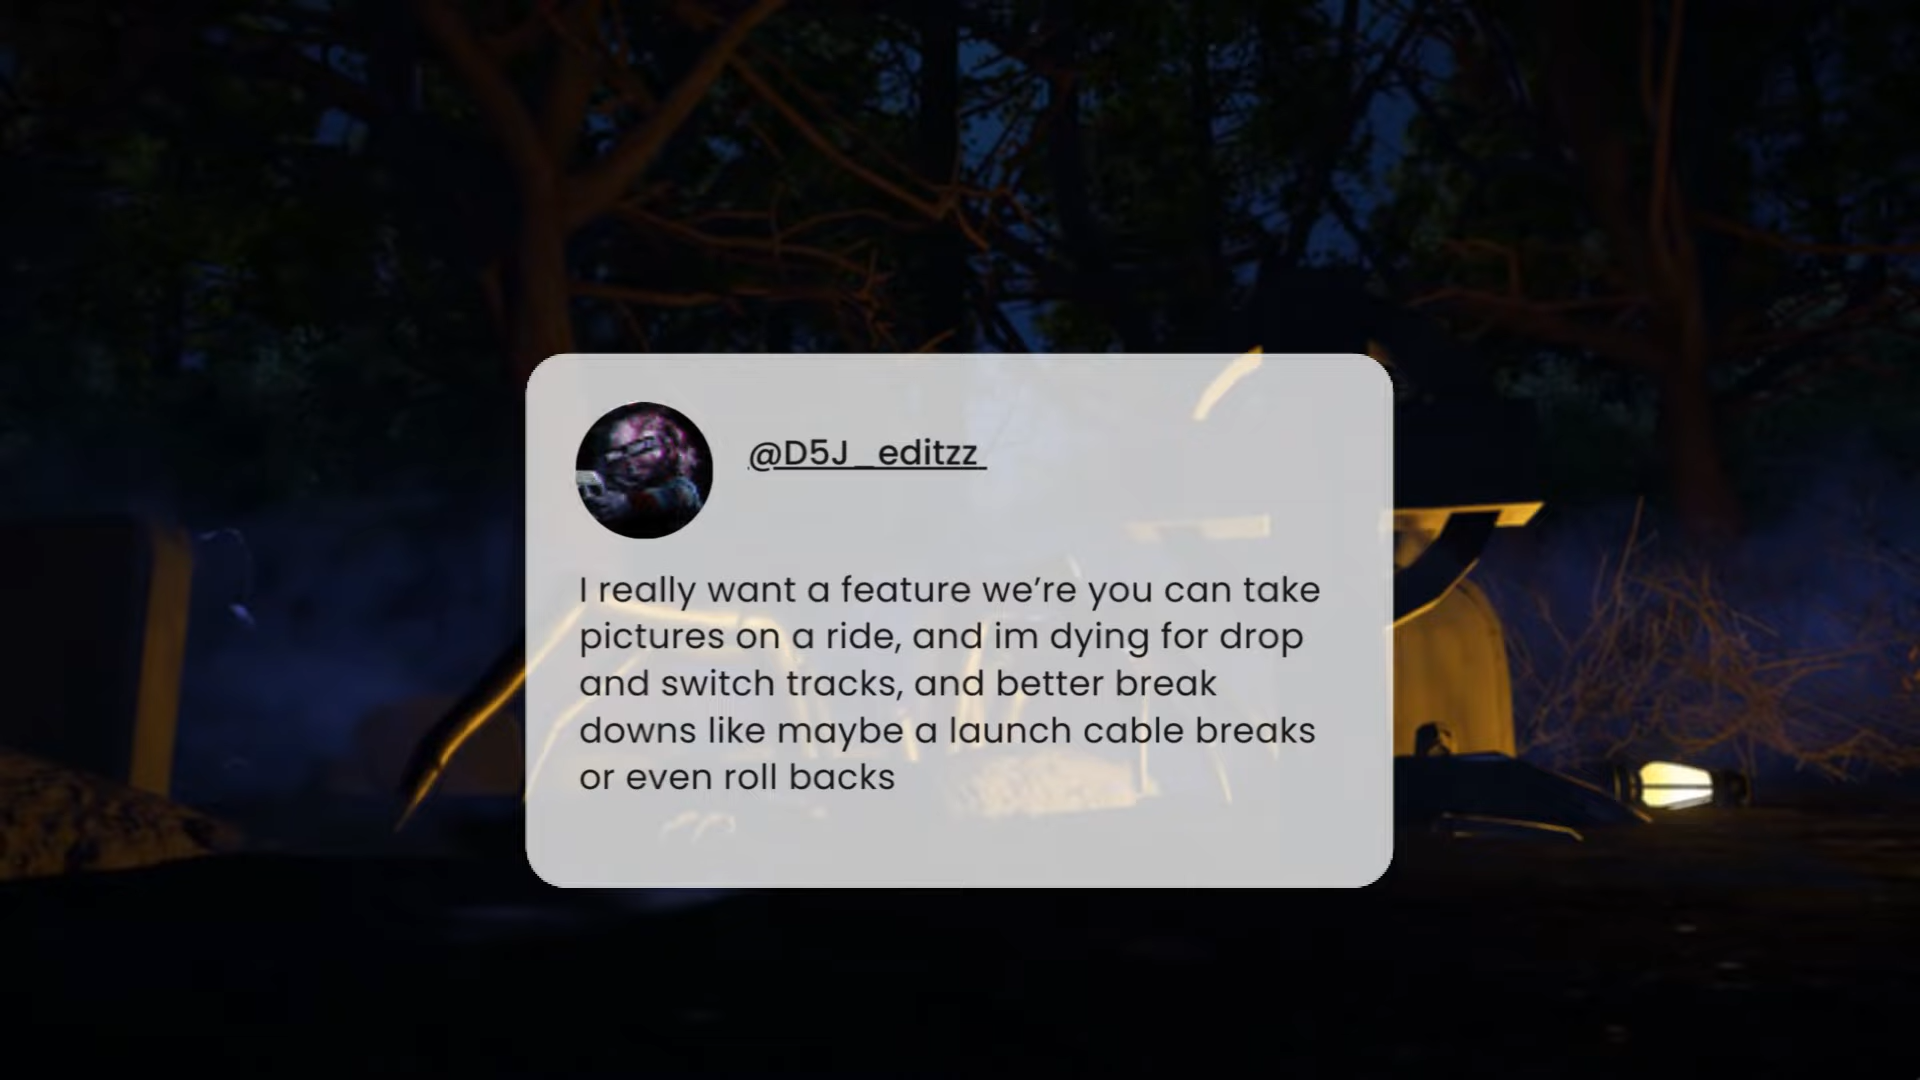 @D5J_editzz
I really want a feature we’re you can take
pictures on a ride, and im dying for drop
and switch tracks, and better break
downs like maybe a launch cable breaks
or even roll backs